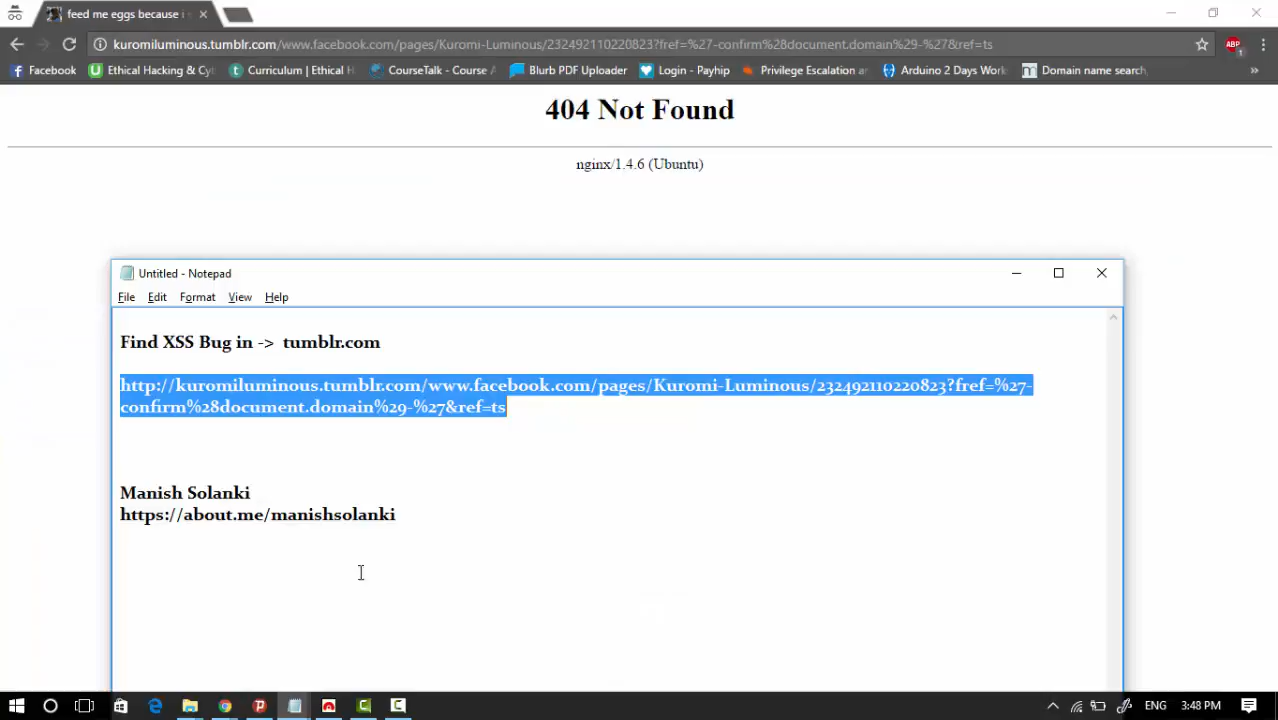 feed me eggs because i
kuromiluminous.tumblr.com/www.facebook.com/pages/Kuromi-Luminous/232492110220823?fref=%27-confirm%28document.domain%29-%27&ref=ts
ABP
Facebook
Ethical Hacking & Cy
Curriculum | Ethical H
CourseTalk - Course A
Blurb PDF Uploader
Login - Payhip
Privilege Escalation a
Arduino 2 Days Work
Domain name search,
404 Not Found
nginx/1.4.6 (Ubuntu)
Untitled - Notepad
File Edit Format View Help
Find XSS Bug in -> tumblr.com
http://kuromiluminous.tumblr.com/www.facebook.com/pages/Kuromi-Luminous/232492110220823?fref=%27-
confirm%28document.domain%29-%27&ref=ts
Manish Solanki
https://about.me/manishsolanki
ENG 3:48 PM